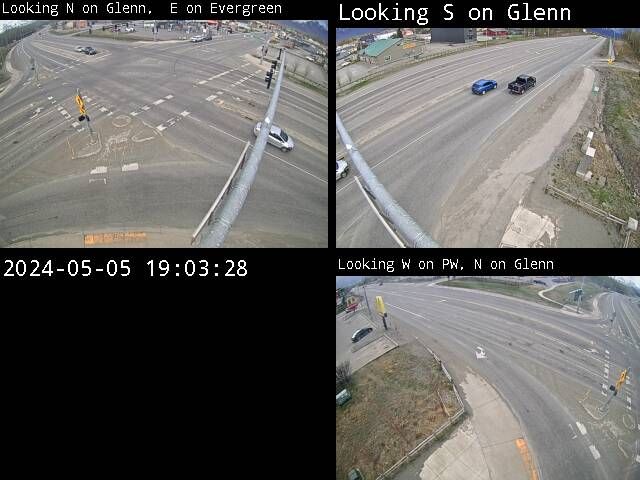 Looking N on Glenn,  E on Evergreen
Looking S on Glenn
2024-05-05 19:03:28
Looking W on PW, N on Glenn